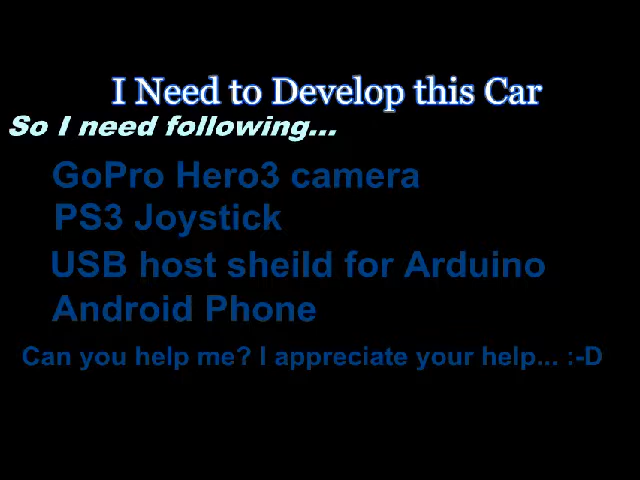 I Need to Develop this Car
So I need following...
GoPro Hero3 camera
PS3 Joystick
USB host sheild for Arduino
Android Phone
Can you help me? I appreciate your help... :-D